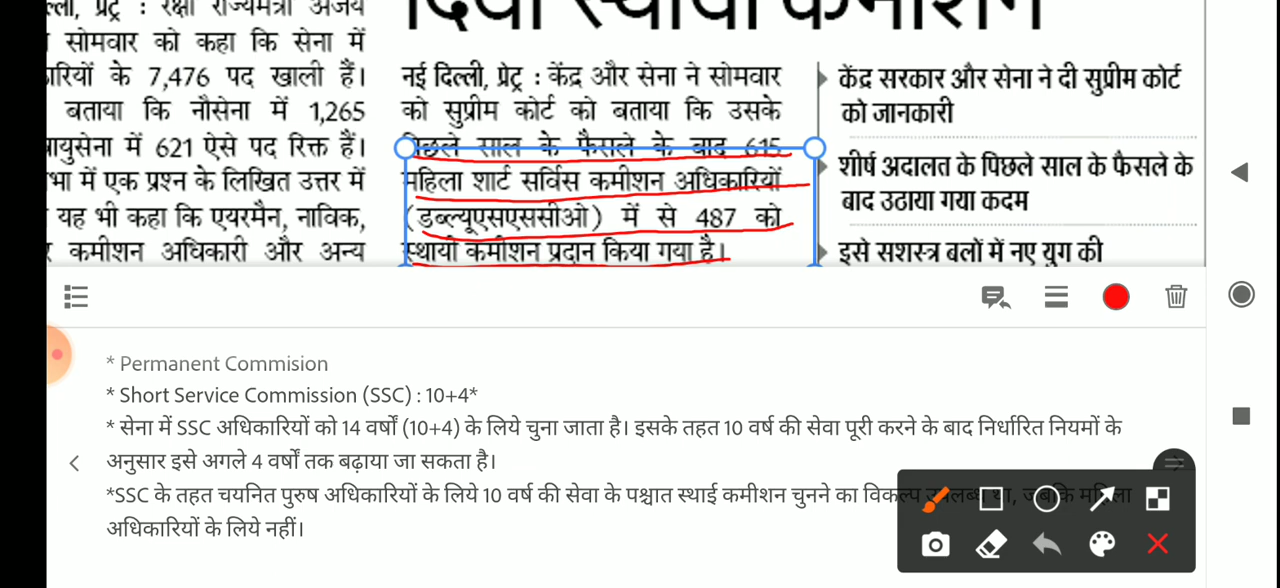 दिया स्थायी कमीशन
प्रेट्र : रक्षा राज्यमंत्री अजय
सोमवार को कहा कि सेना में
के 7,476 पद खाली हैं।
बताया कि नौसेना में 1,265
में 621 ऐसे पद रिक्त हैं।
में एक प्रश्न के लिखित उत्तर में
यह भी कहा कि एयरमैन, नाविक,
कमीशन अधिकारी और अन्य
नई दिल्ली, प्रेट्र : केंद्र और सेना ने सोमवार
को सुप्रीम कोर्ट को बताया कि उसके
पिछले साल के फैसले के बाद 615
महिला शार्ट सर्विस कमीशन अधिकारियों
(डब्ल्यूएसएससीओ) में से 487 को
स्थायी कमीशन प्रदान किया गया है।
केंद्र सरकार और सेना ने दी सुप्रीम कोर्ट
को जानकारी
शीर्ष अदालत के पिछले साल के फैसले के
बाद उठाया गया कदम
इसे सशस्त्र बलों में नए युग की
* Permanent Commision
* Short Service Commission (SSC) : 10+4*
* सेना में SSC अधिकारियों को 14 वर्षों (10+4) के लिये चुना जाता है। इसके तहत 10 वर्ष की सेवा पूरी करने के बाद निर्धारित नियमों के
अनुसार इसे अगले 4 वर्षों तक बढ़ाया जा सकता है।
*SSC के तहत चयनित पुरुष अधिकारियों के लिये 10 वर्ष की सेवा के पश्चात स्थाई कमीशन चुनने का विकल्प उपलब्ध था, जबकि महिला
अधिकारियों के लिये नहीं।